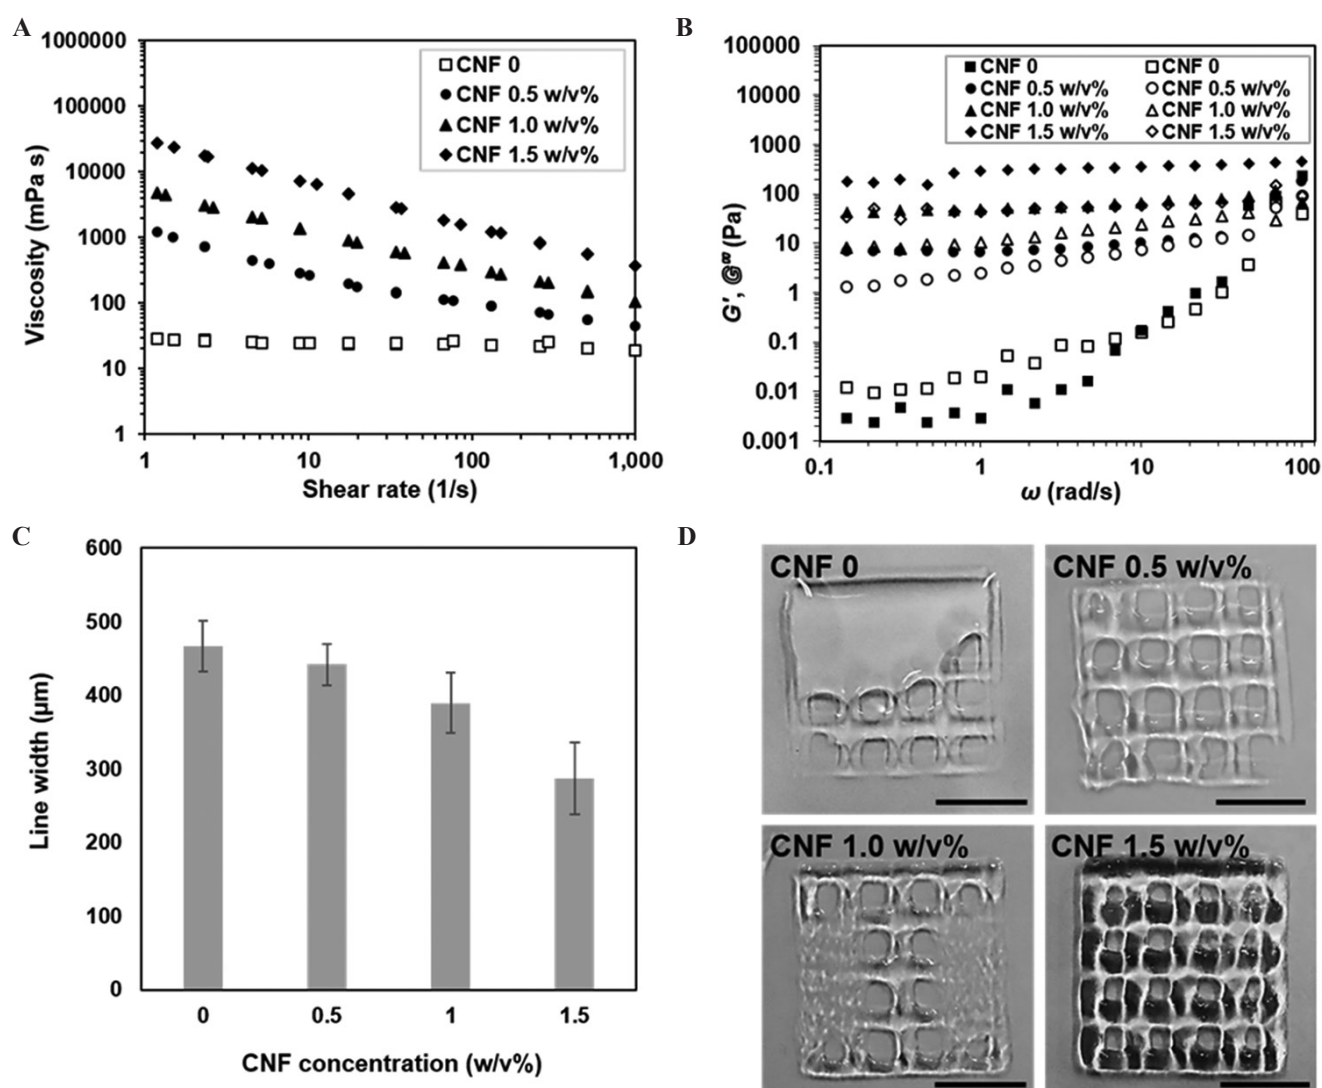 A
Viscosity (mPa s)
1000000
100000
10000
1000
100
10
1
CNF 0
CNF 0.5 w/v%
CNF 1.0 w/v%
CNF 1.5 w/v%
1 10 100 1,000
Shear rate (1/s)
B
G', G" (Pa)
100000
10000
1000
100
10
1
0.1
0.01
0.001
CNF 0 CNF 0
CNF 0.5 w/v% CNF 0.5 w/v%
CNF 1.0 w/v% CNF 1.0 w/v%
CNF 1.5 w/v% CNF 1.5 w/v%
0.1 1 10 100
ω (rad/s)
C
Line width (μm)
600
500
400
300
200
100
0
0 0.5 1 1.5
CNF concentration (w/v%)
D
CNF 0
CNF 0.5 w/v%
CNF 1.0 w/v%
CNF 1.5 w/v%